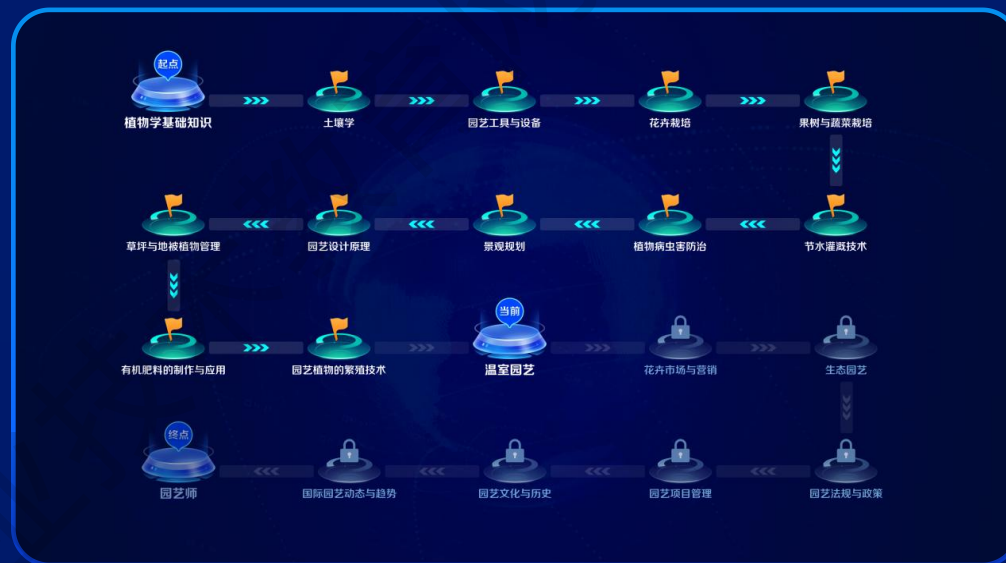 起点
植物学基础知识
土壤学
园艺工具与设备
花卉栽培
果树与蔬菜栽培
草坪与地被植物管理
园艺设计原理
景观规划
植物病虫害防治
节水灌溉技术
当前
有机肥料的制作与应用
园艺植物的繁殖技术
温室园艺
花卉市场与营销
生态园艺
终点
园艺师
国际园艺动态与趋势
园艺文化与历史
园艺项目管理
园艺法规与政策